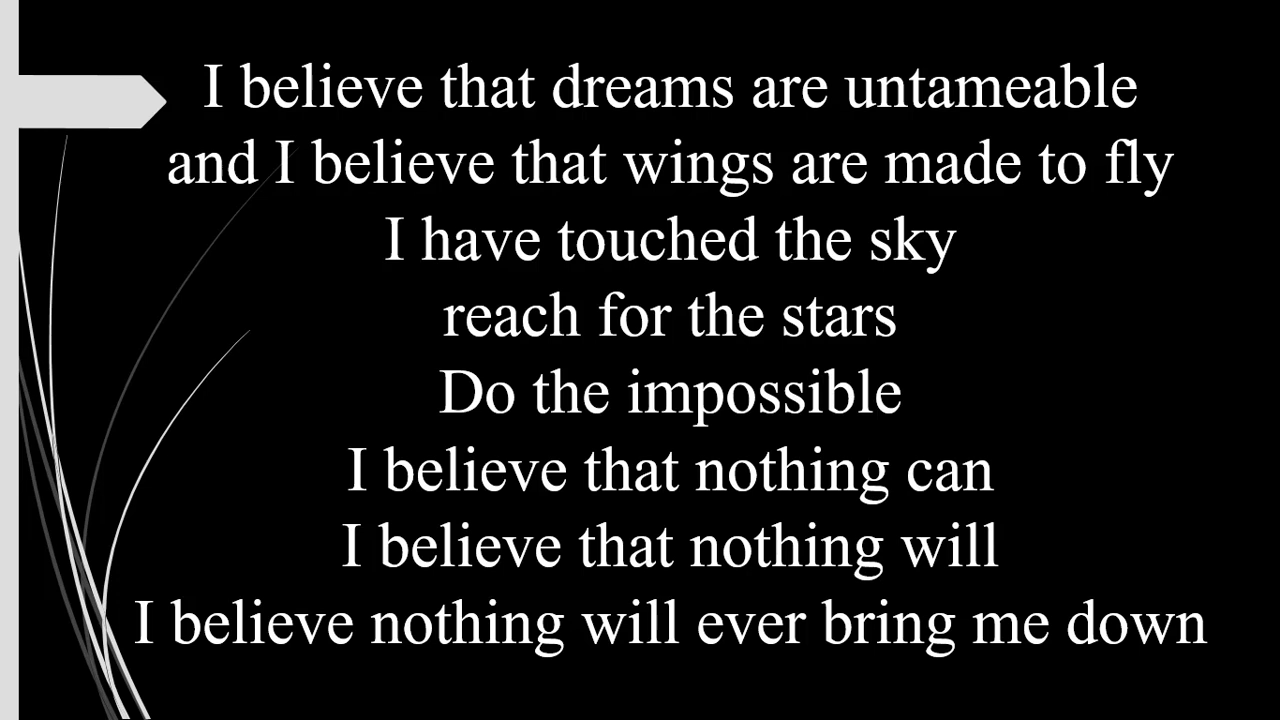 I believe that dreams are untameable
and I believe that wings are made to fly
I have touched the sky
reach for the stars
Do the impossible
I believe that nothing can
I believe that nothing will
I believe nothing will ever bring me down